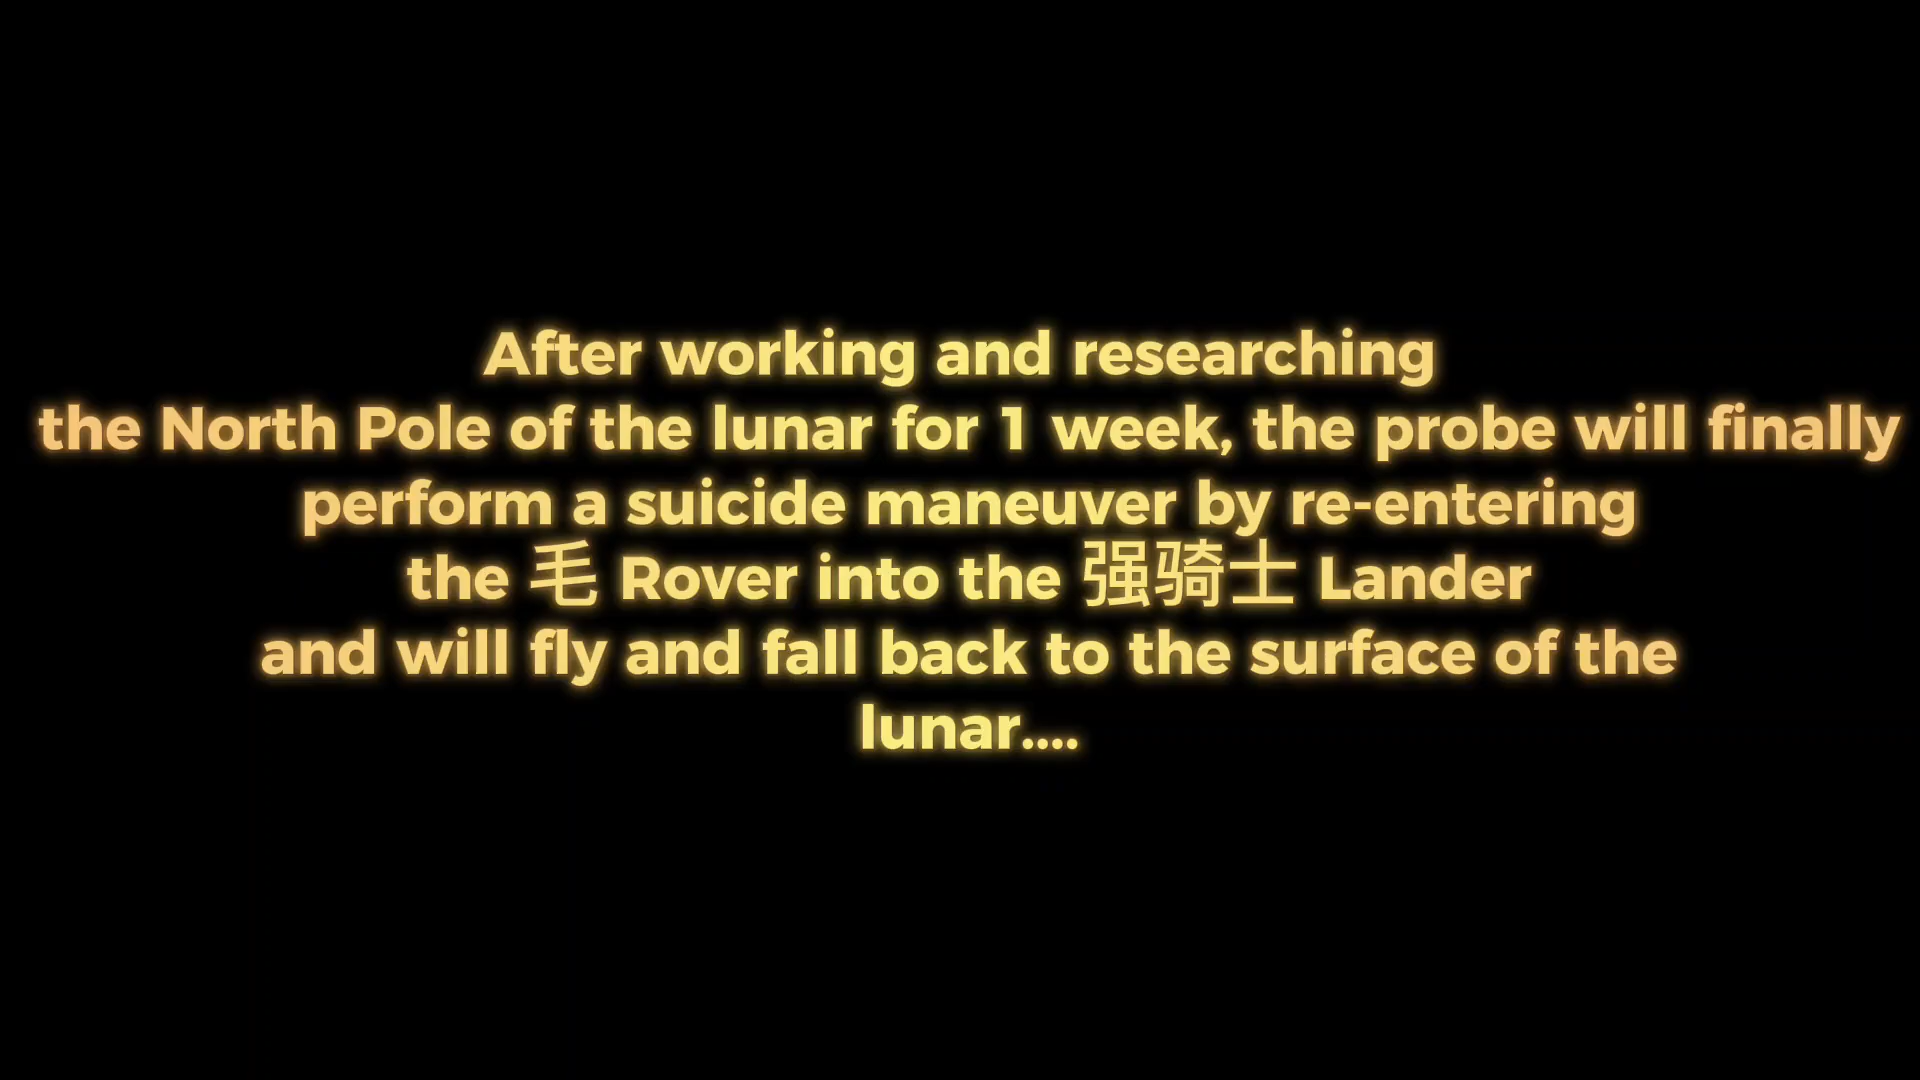 After working and researching
the North Pole of the lunar for 1 week, the probe will finally
perform a suicide maneuver by re-entering
the 毛 Rover into the 强骑士 Lander
and will fly and fall back to the surface of the
lunar....